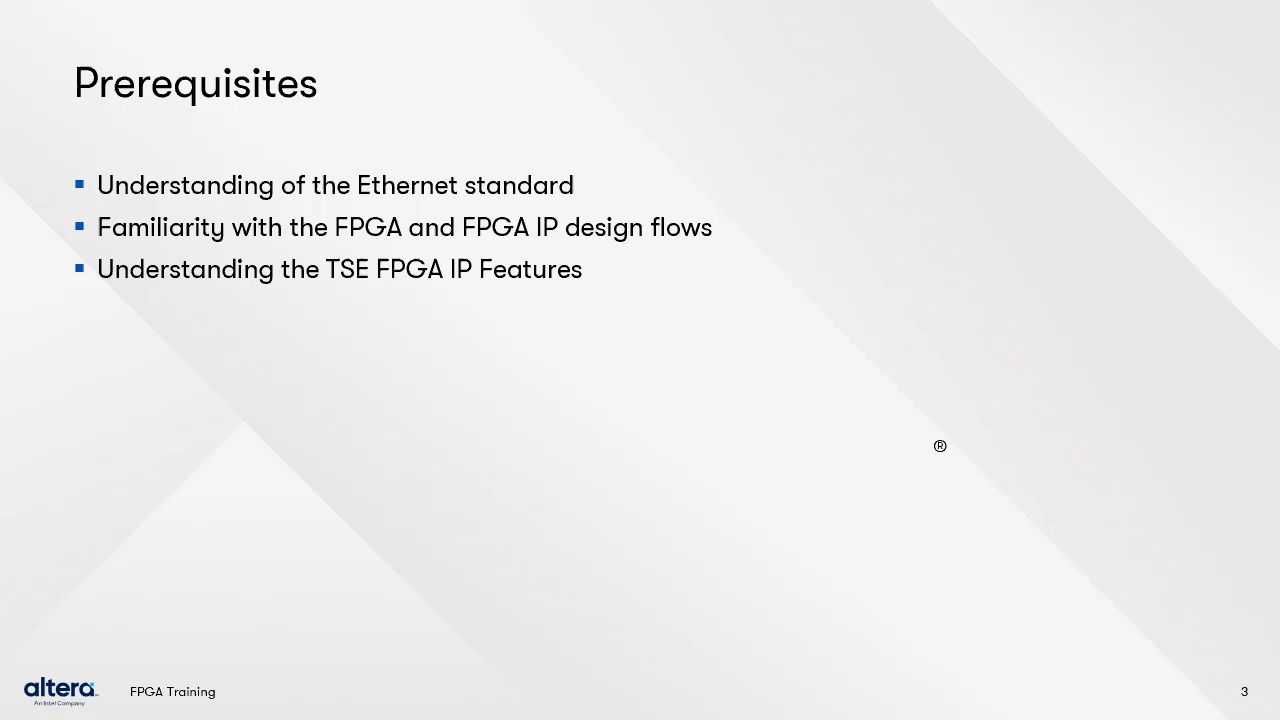 Prerequisites
Understanding of the Ethernet standard
Familiarity with the FPGA and FPGA IP design flows
Understanding the TSE FPGA IP Features
®
altera
An Intel Company
FPGA Training
3